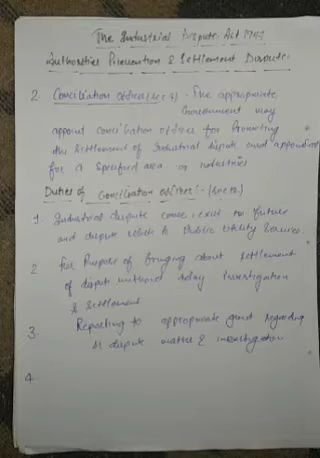 The Industrial Dispute Act 1947
Authorities Prevention & Settlement Dispute:
2. Conciliation officer (sec 4) - The appropriate
Government may
appoint conciliation officer for Promoting
the settlement of Industrial dispute and appointed
for a specified area or industries
Duties of Conciliation officer :- (sec 12)
1. Industrial dispute exist or future
and dispute relate to Public Utility Services.
2. For Purpose of bringing about settlement
of dispute without delay Investigation
& settlement
3. Reporting to appropriate govt regarding
dispute matter & investigation
4.